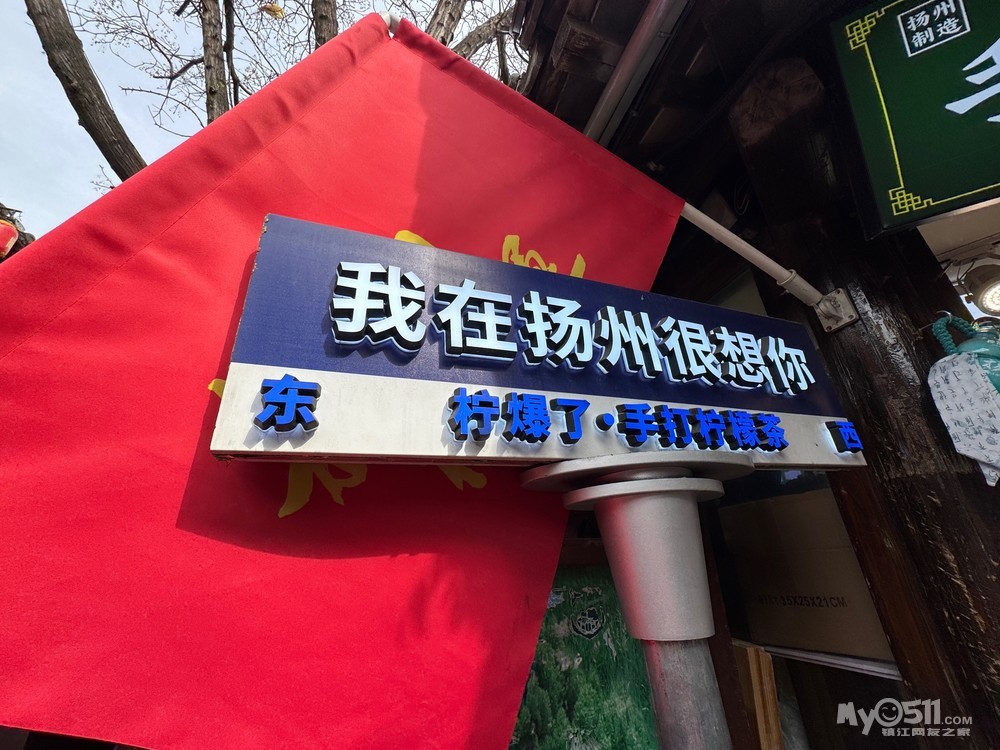 扬州
制造
我在扬州很想你
东 柠爆了·手打柠檬茶 西
35X25X21CM
My0511.COM
镇江网友之家